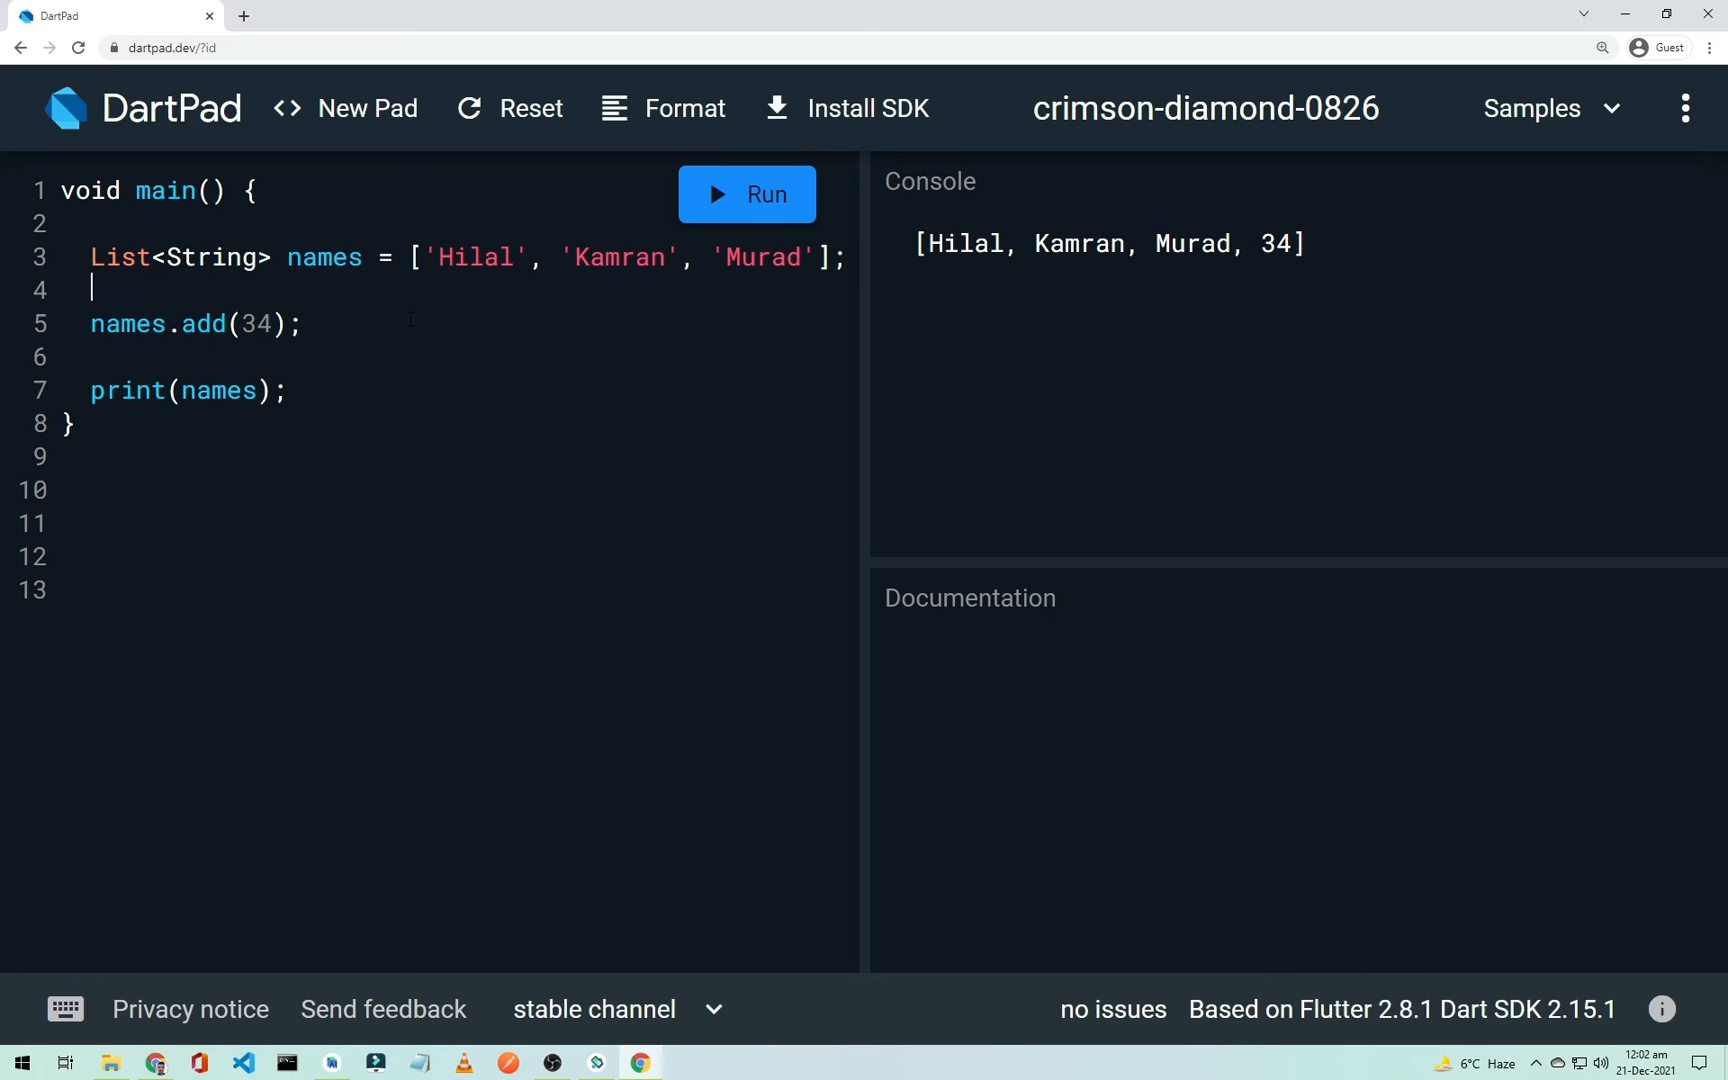 DartPad
dartpad.dev/?id
Guest
DartPad
<> New Pad
Reset
Format
Install SDK
crimson-diamond-0826
Samples
Run
1 void main() {
2
3 List<String> names = ['Hilal', 'Kamran', 'Murad'];
4
5 names.add(34);
6
7 print(names);
8 }
9
10
11
12
13
Console
[Hilal, Kamran, Murad, 34]
Documentation
Privacy notice
Send feedback
stable channel
no issues
Based on Flutter 2.8.1 Dart SDK 2.15.1
6°C Haze
12:02 am
21-Dec-2021